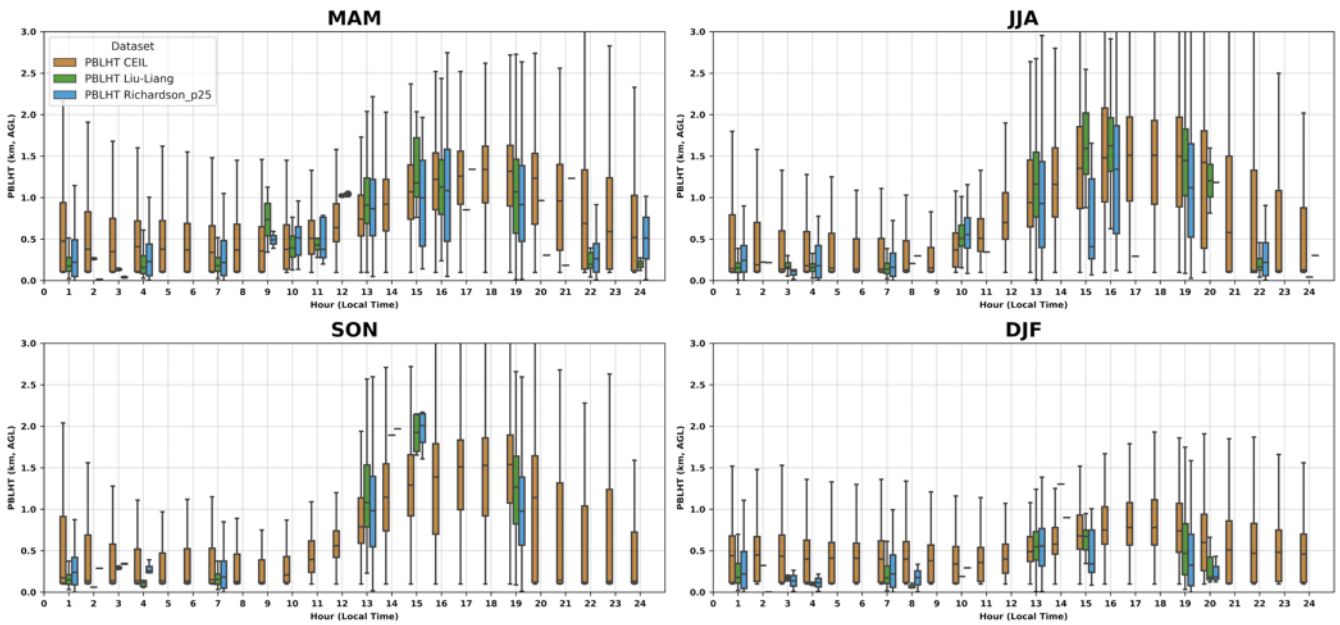 MAM
3.0
2.5
2.0
1.5
1.0
0.5
0.0
PBLHT (km, AGL)
Dataset
PBLHT CEIL
PBLHT Liu-Liang
PBLHT Richardson_p25
0 1 2 3 4 5 6 7 8 9 10 11 12 13 14 15 16 17 18 19 20 21 22 23 24
Hour (Local Time)
JJA
3.0
2.5
2.0
1.5
1.0
0.5
0.0
PBLHT (km, AGL)
0 1 2 3 4 5 6 7 8 9 10 11 12 13 14 15 16 17 18 19 20 21 22 23 24
Hour (Local Time)
SON
3.0
2.5
2.0
1.5
1.0
0.5
0.0
PBLHT (km, AGL)
0 1 2 3 4 5 6 7 8 9 10 11 12 13 14 15 16 17 18 19 20 21 22 23 24
Hour (Local Time)
DJF
3.0
2.5
2.0
1.5
1.0
0.5
0.0
PBLHT (km, AGL)
0 1 2 3 4 5 6 7 8 9 10 11 12 13 14 15 16 17 18 19 20 21 22 23 24
Hour (Local Time)